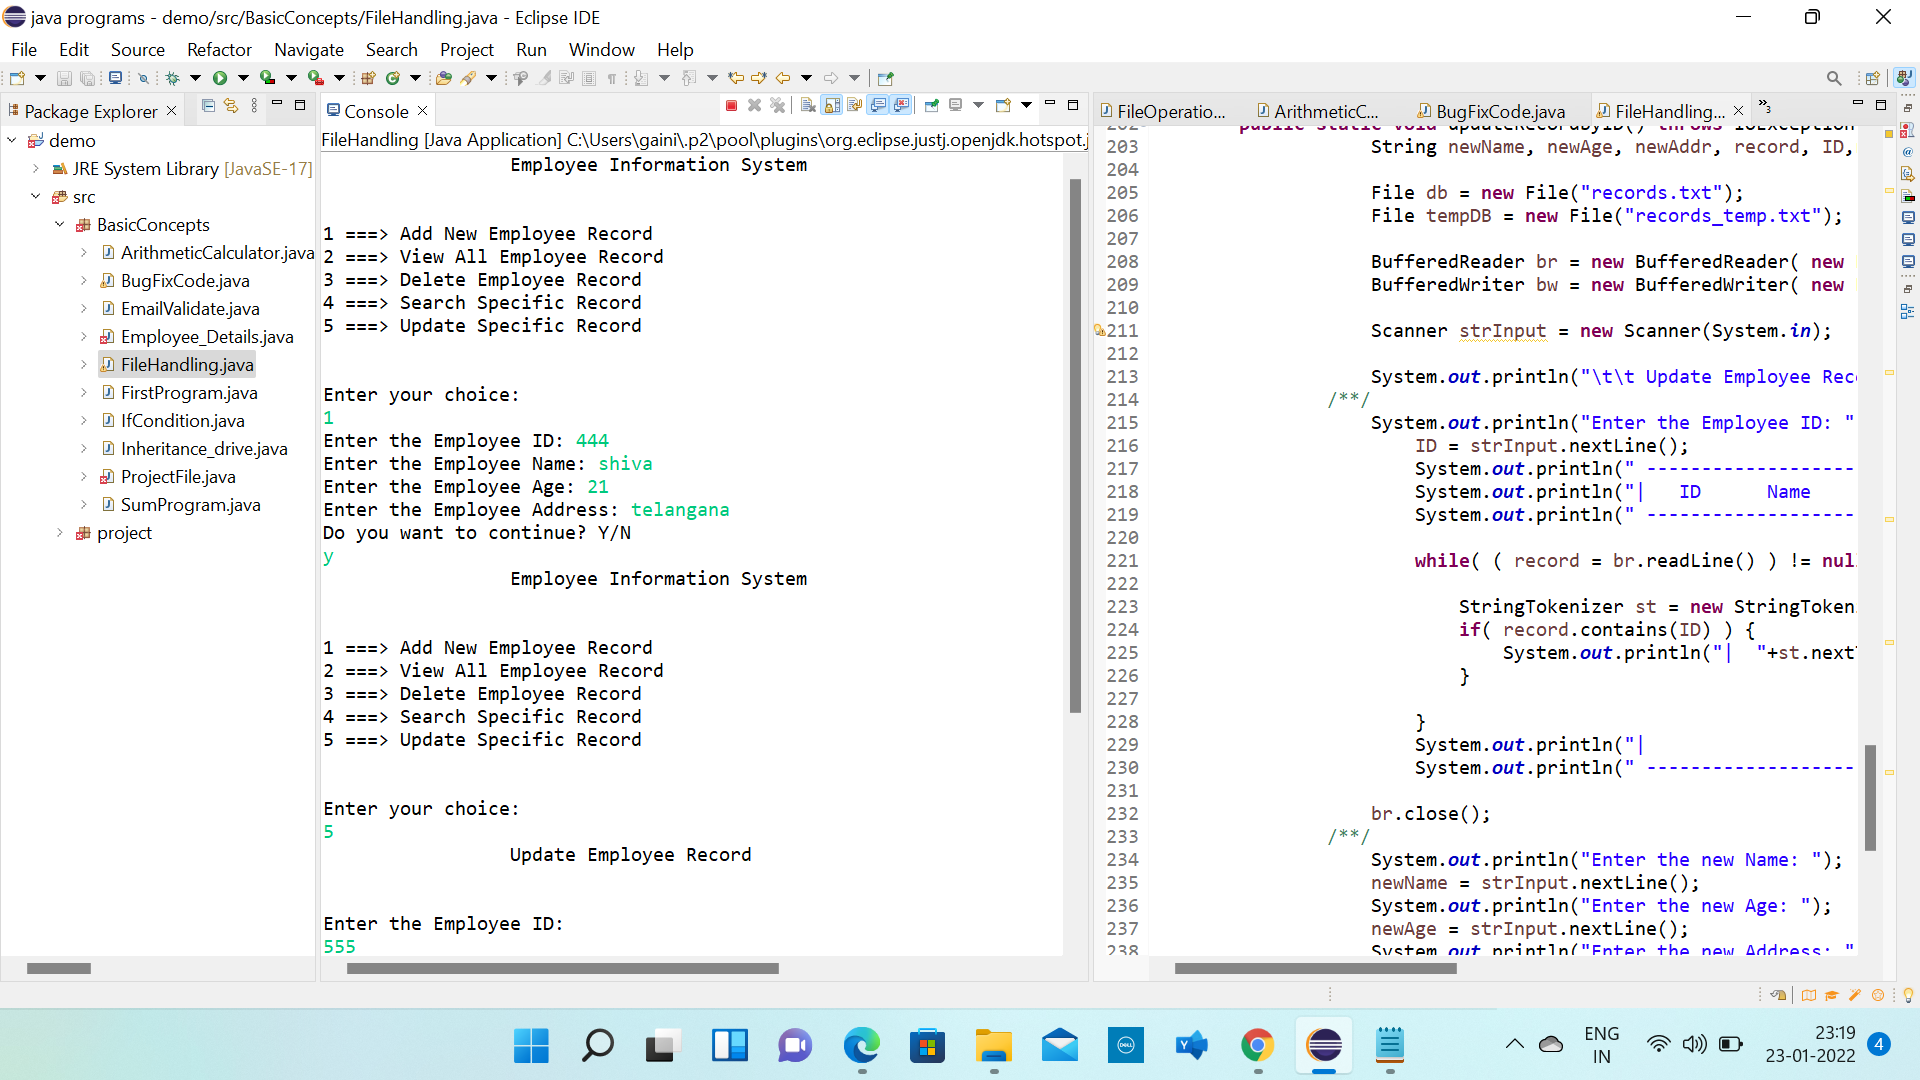 java programs - demo/src/BasicConcepts/FileHandling.java - Eclipse IDE
File Edit Source Refactor Navigate Search Project Run Window Help
Package Explorer
demo
JRE System Library [JavaSE-17]
src
BasicConcepts
ArithmeticCalculator.java
BugFixCode.java
EmailValidate.java
Employee_Details.java
FileHandling.java
FirstProgram.java
IfCondition.java
Inheritance_drive.java
ProjectFile.java
SumProgram.java
project
Console
FileHandling [Java Application] C:\Users\gaini\.p2\pool\plugins\org.eclipse.justj.openjdk.hotspot.j
Employee Information System
1 ===> Add New Employee Record
2 ===> View All Employee Record
3 ===> Delete Employee Record
4 ===> Search Specific Record
5 ===> Update Specific Record
Enter your choice:
1
Enter the Employee ID: 444
Enter the Employee Name: shiva
Enter the Employee Age: 21
Enter the Employee Address: telangana
Do you want to continue? Y/N
y
Employee Information System
1 ===> Add New Employee Record
2 ===> View All Employee Record
3 ===> Delete Employee Record
4 ===> Search Specific Record
5 ===> Update Specific Record
Enter your choice:
5
Update Employee Record
Enter the Employee ID:
555
FileOperatio... ArithmeticC... BugFixCode.java FileHandling... »3
202 public static void updateRecordbyID() throws IOException
203 String newName, newAge, newAddr, record, ID,
204
205 File db = new File("records.txt");
206 File tempDB = new File("records_temp.txt");
207
208 BufferedReader br = new BufferedReader( new
209 BufferedWriter bw = new BufferedWriter( new
210
211 Scanner strInput = new Scanner(System.in);
212
213 System.out.println("\t\t Update Employee Rec
214 /**/
215 System.out.println("Enter the Employee ID: "
216 ID = strInput.nextLine();
217 System.out.println(" -------------------
218 System.out.println("| ID Name
219 System.out.println(" -------------------
220
221 while( ( record = br.readLine() ) != nul
222
223 StringTokenizer st = new StringToken
224 if( record.contains(ID) ) {
225 System.out.println("| "+st.next
226 }
227
228 }
229 System.out.println("|
230 System.out.println(" -------------------
231
232 br.close();
233 /**/
234 System.out.println("Enter the new Name: ");
235 newName = strInput.nextLine();
236 System.out.println("Enter the new Age: ");
237 newAge = strInput.nextLine();
238 System.out.println("Enter the new Address: "
DELL
ENG
IN
23:19
23-01-2022
4